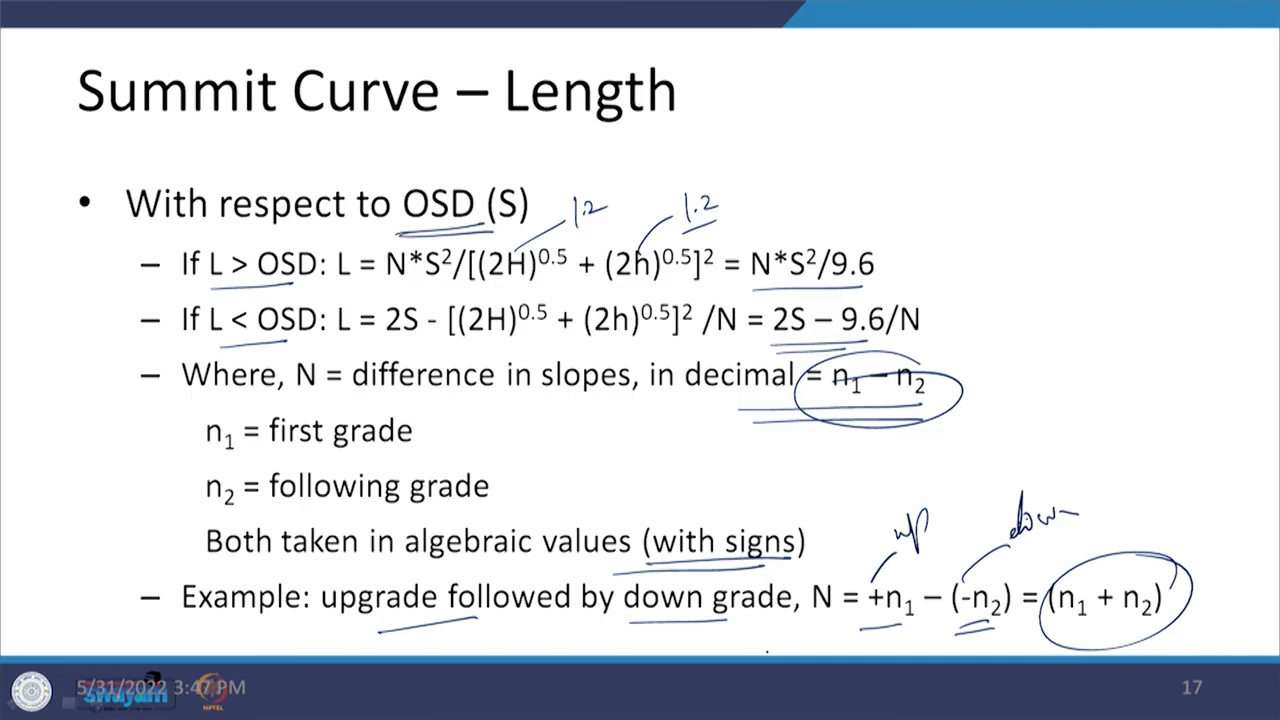 Summit Curve – Length
• With respect to OSD (S)
1.2
1.2
– If L > OSD: L = N*S²/[(2H)^0.5 + (2h)^0.5]² = N*S²/9.6
– If L < OSD: L = 2S - [(2H)^0.5 + (2h)^0.5]² /N = 2S – 9.6/N
– Where, N = difference in slopes, in decimal = n₁ – n₂
n₁ = first grade
n₂ = following grade
up
down
Both taken in algebraic values (with signs)
– Example: upgrade followed by down grade, N = +n₁ – (-n₂) = (n₁ + n₂)
5/31/2022 3:47 PM
swayam
NPTEL
17